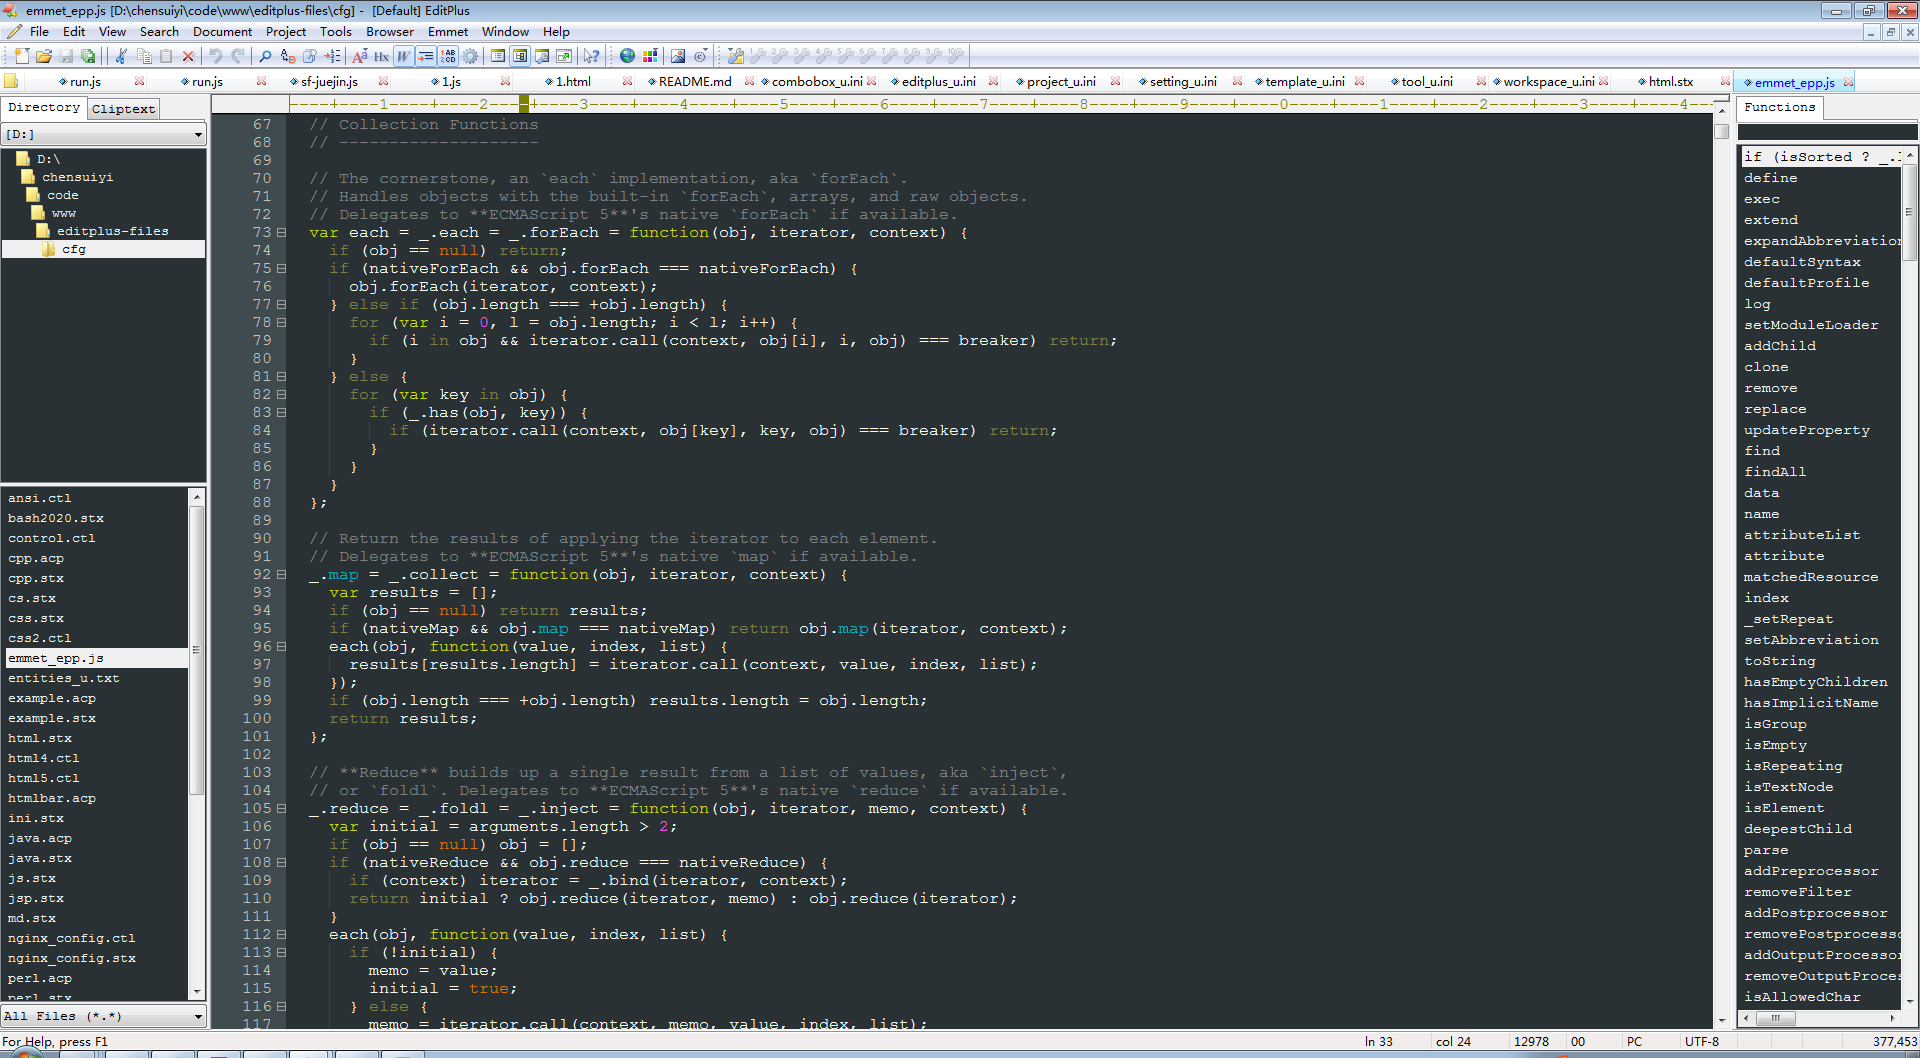 emmet_epp.js [D:\chensuiyi\code\www\editplus-files\cfg] - [Default] EditPlus
File Edit View Search Document Project Tools Browser Emmet Window Help
run.js run.js sf-juejin.js 1.js 1.html README.md combobox_u.ini editplus_u.ini project_u.ini setting_u.ini template_u.ini tool_u.ini workspace_u.ini html.stx emmet_epp.js
Directory Cliptext
[D:]
D:\
chensuiyi
code
www
editplus-files
cfg
ansi.ctl
bash2020.stx
control.ctl
cpp.acp
cpp.stx
cs.stx
css.stx
css2.ctl
emmet_epp.js
entities_u.txt
example.acp
example.stx
html.stx
html4.ctl
html5.ctl
htmlbar.acp
ini.stx
java.acp
java.stx
js.stx
jsp.stx
md.stx
nginx_config.ctl
nginx_config.stx
perl.acp
perl.stx
All Files (*.*)
----+----1----+----2----+----3----+----4----+----5----+----6----+----7----+----8----+----9----+----0----+----1----+----2----+----3----+----4--
67 // Collection Functions
68 // --------------------
69
70 // The cornerstone, an `each` implementation, aka `forEach`.
71 // Handles objects with the built-in `forEach`, arrays, and raw objects.
72 // Delegates to **ECMAScript 5**'s native `forEach` if available.
73 var each = _.each = _.forEach = function(obj, iterator, context) {
74 if (obj == null) return;
75 if (nativeForEach && obj.forEach === nativeForEach) {
76 obj.forEach(iterator, context);
77 } else if (obj.length === +obj.length) {
78 for (var i = 0, l = obj.length; i < l; i++) {
79 if (i in obj && iterator.call(context, obj[i], i, obj) === breaker) return;
80 }
81 } else {
82 for (var key in obj) {
83 if (_.has(obj, key)) {
84 if (iterator.call(context, obj[key], key, obj) === breaker) return;
85 }
86 }
87 }
88 };
89
90 // Return the results of applying the iterator to each element.
91 // Delegates to **ECMAScript 5**'s native `map` if available.
92 _.map = _.collect = function(obj, iterator, context) {
93 var results = [];
94 if (obj == null) return results;
95 if (nativeMap && obj.map === nativeMap) return obj.map(iterator, context);
96 each(obj, function(value, index, list) {
97 results[results.length] = iterator.call(context, value, index, list);
98 });
99 if (obj.length === +obj.length) results.length = obj.length;
100 return results;
101 };
102
103 // **Reduce** builds up a single result from a list of values, aka `inject`,
104 // or `foldl`. Delegates to **ECMAScript 5**'s native `reduce` if available.
105 _.reduce = _.foldl = _.inject = function(obj, iterator, memo, context) {
106 var initial = arguments.length > 2;
107 if (obj == null) obj = [];
108 if (nativeReduce && obj.reduce === nativeReduce) {
109 if (context) iterator = _.bind(iterator, context);
110 return initial ? obj.reduce(iterator, memo) : obj.reduce(iterator);
111 }
112 each(obj, function(value, index, list) {
113 if (!initial) {
114 memo = value;
115 initial = true;
116 } else {
117 memo = iterator.call(context, memo, value, index, list);
Functions
if (isSorted ? _.
define
exec
extend
expandAbbreviation
defaultSyntax
defaultProfile
log
setModuleLoader
addChild
clone
remove
replace
updateProperty
find
findAll
data
name
attributeList
attribute
matchedResource
index
_setRepeat
setAbbreviation
toString
hasEmptyChildren
hasImplicitName
isGroup
isEmpty
isRepeating
isTextNode
isElement
deepestChild
parse
addPreprocessor
removeFilter
addPostprocessor
removePostprocesso
addOutputProcessor
removeOutputProces
isAllowedChar
For Help, press F1 ln 33 col 24 12978 00 PC UTF-8 377,453